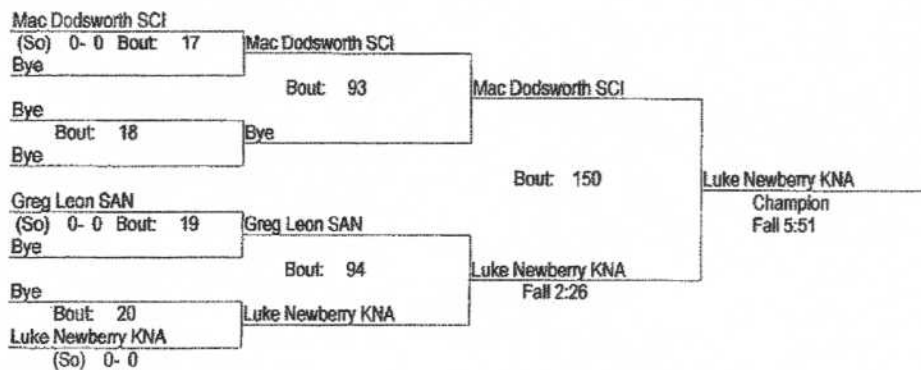 Mac Dodsworth SCI
(So) 0- 0 Bout: 17
Bye
Mac Dodsworth SCI
Bout: 93
Bye
Bout: 18
Bye
Bye
Mac Dodsworth SCI
Bout: 150
Greg Leon SAN
(So) 0- 0 Bout: 19
Bye
Greg Leon SAN
Bout: 94
Bye
Bout: 20
Luke Newberry KNA
(So) 0- 0
Luke Newberry KNA
Luke Newberry KNA
Fall 2:26
Luke Newberry KNA
Champion
Fall 5:51